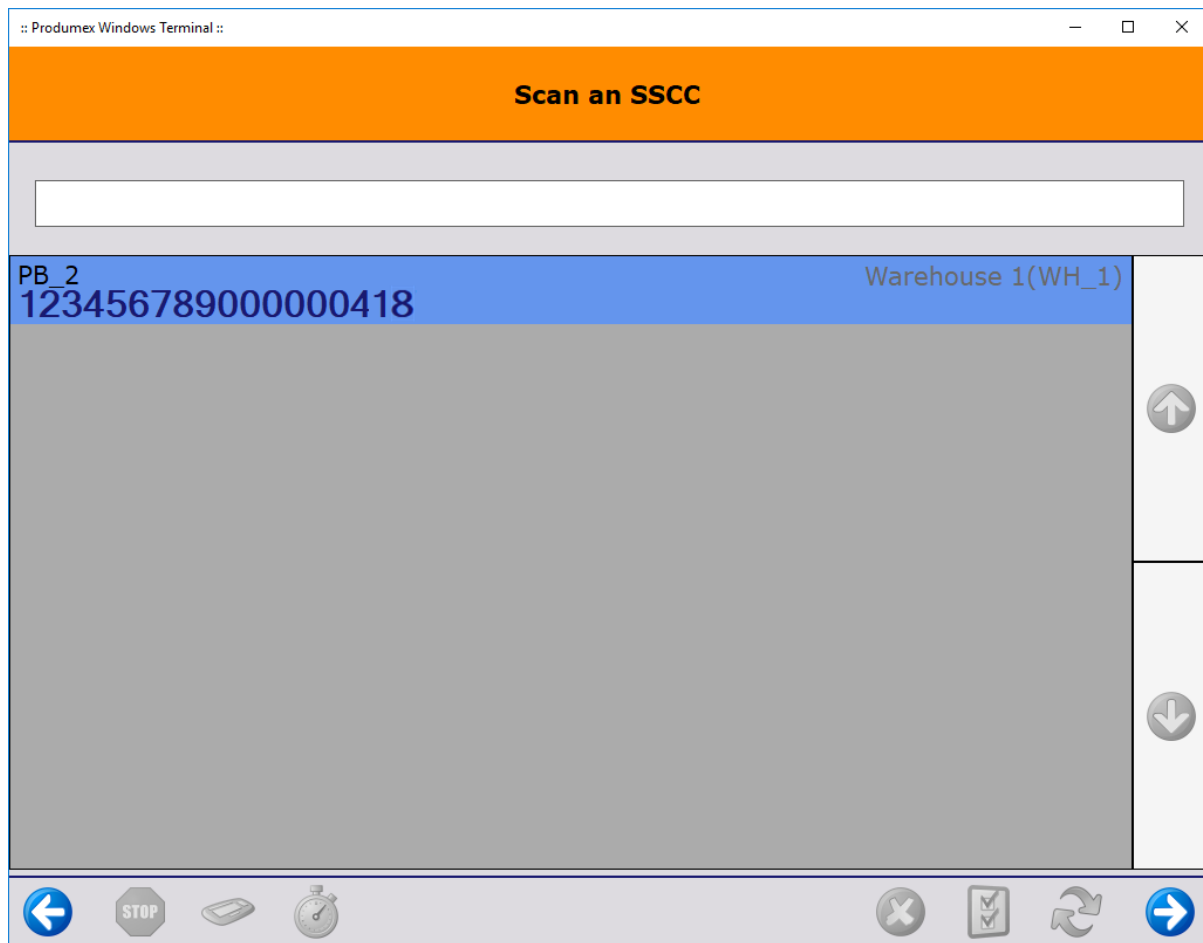 :: Produmex Windows Terminal ::
Scan an SSCC
PB_2
Warehouse 1(WH_1)
123456789000000418
STOP